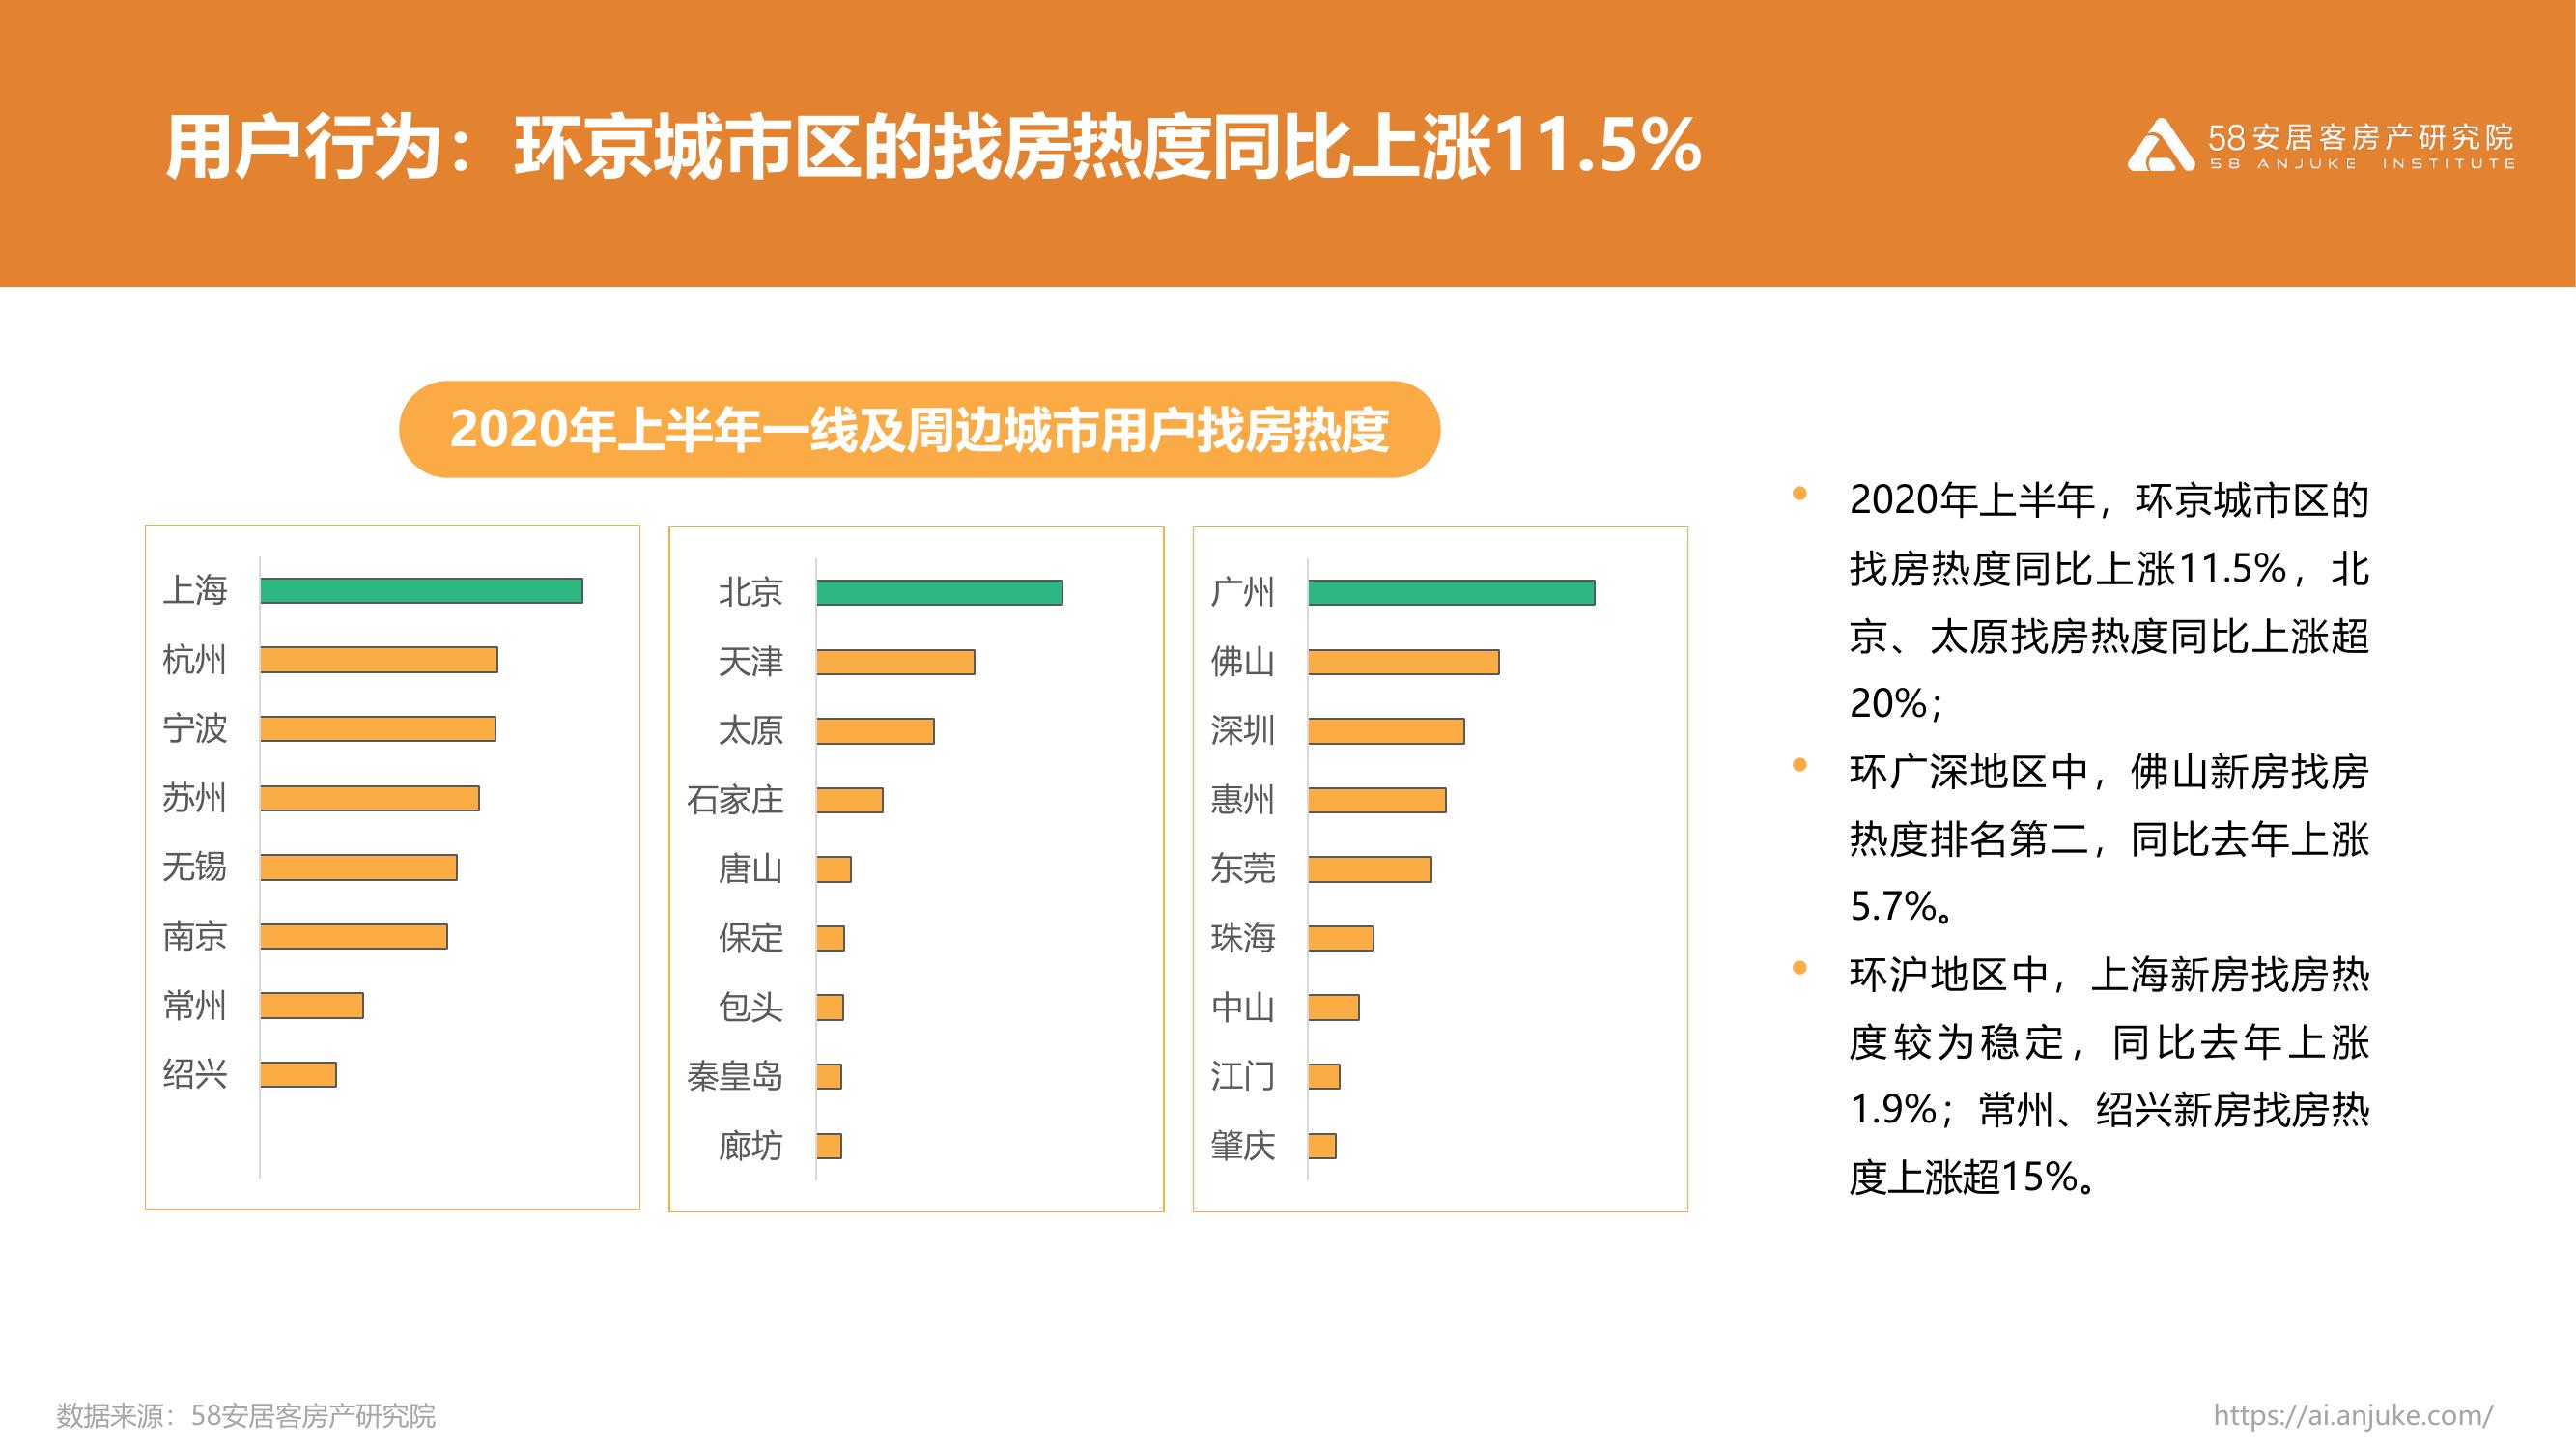 用户行为：环京城市区的找房热度同比上涨11.5%
58安居客房产研究院
58 ANJUKE INSTITUTE
2020年上半年一线及周边城市用户找房热度
上海
杭州
宁波
苏州
无锡
南京
常州
绍兴
北京
天津
太原
石家庄
唐山
保定
包头
秦皇岛
廊坊
广州
佛山
深圳
惠州
东莞
珠海
中山
江门
肇庆
• 2020年上半年，环京城市区的
找房热度同比上涨11.5%，北
京、太原找房热度同比上涨超
20%；
• 环广深地区中，佛山新房找房
热度排名第二，同比去年上涨
5.7%。
• 环沪地区中，上海新房找房热
度较为稳定，同比去年上涨
1.9%；常州、绍兴新房找房热
度上涨超15%。
数据来源：58安居客房产研究院
https://ai.anjuke.com/